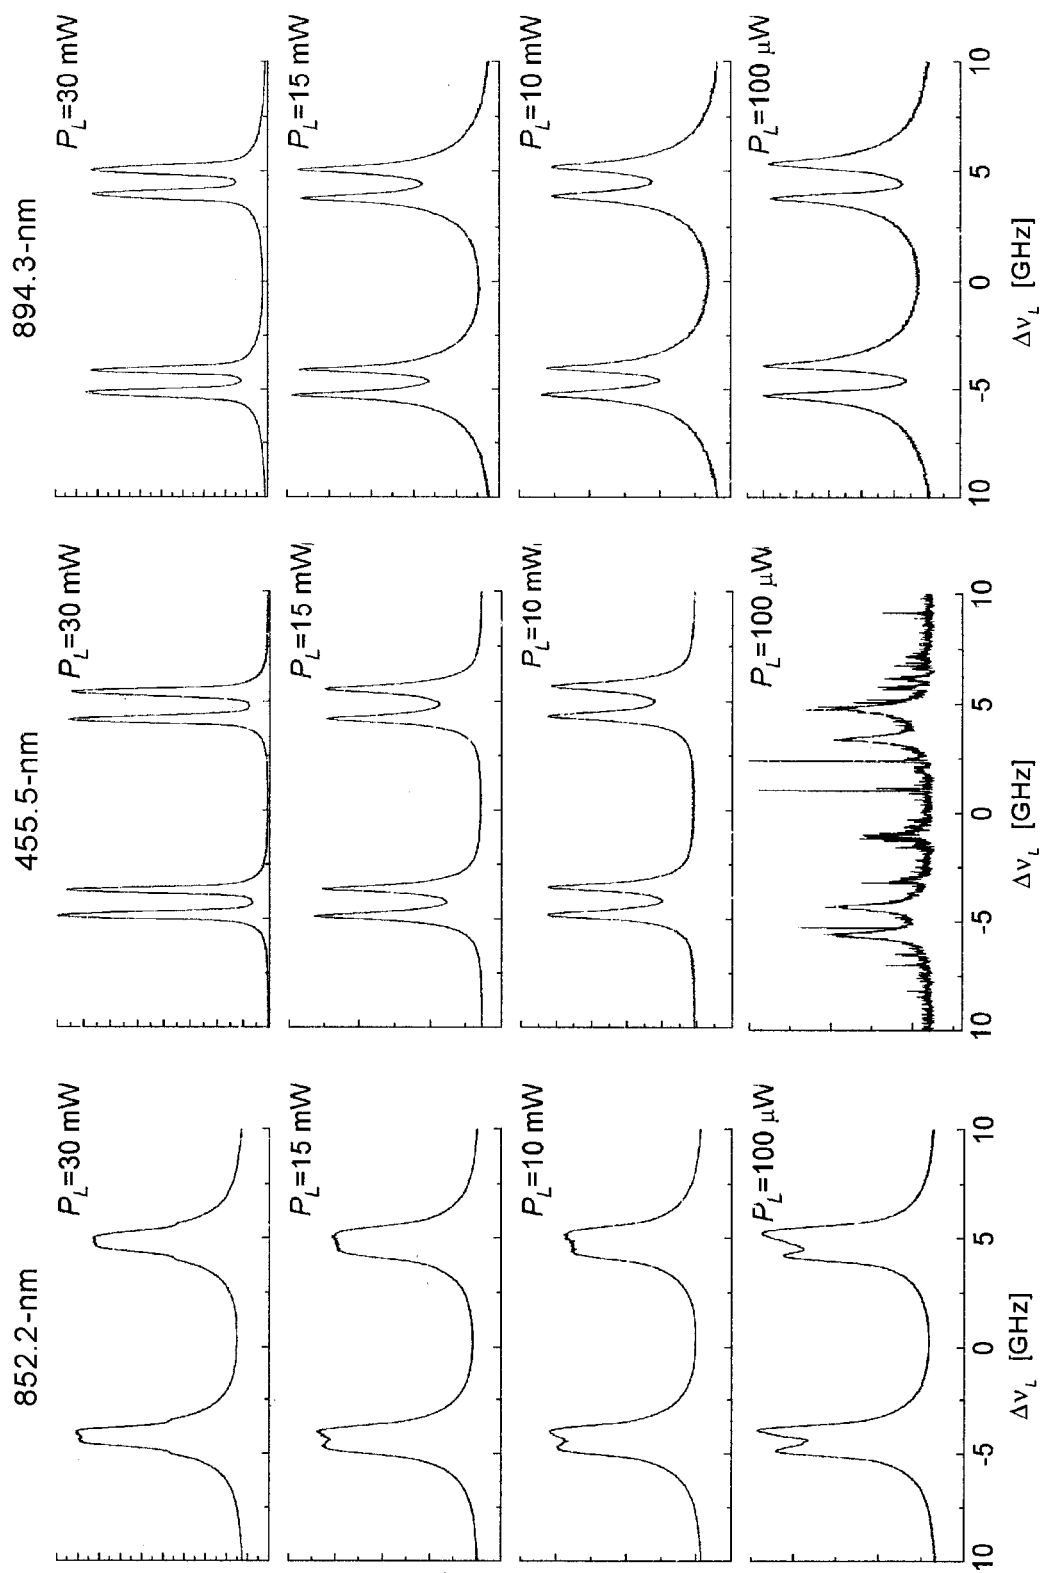 852.2-nm 455.5-nm 894.3-nm
P_L=30 mW P_L=30 mW P_L=30 mW
P_L=15 mW P_L=15 mW P_L=15 mW
P_L=10 mW P_L=10 mW P_L=10 mW
P_L=100 μW P_L=100 μW P_L=100 μW
10 -5 0 5 10 10 -5 0 5 10 10 -5 0 5 10
Δν_L [GHz] Δν_L [GHz] Δν_L [GHz]